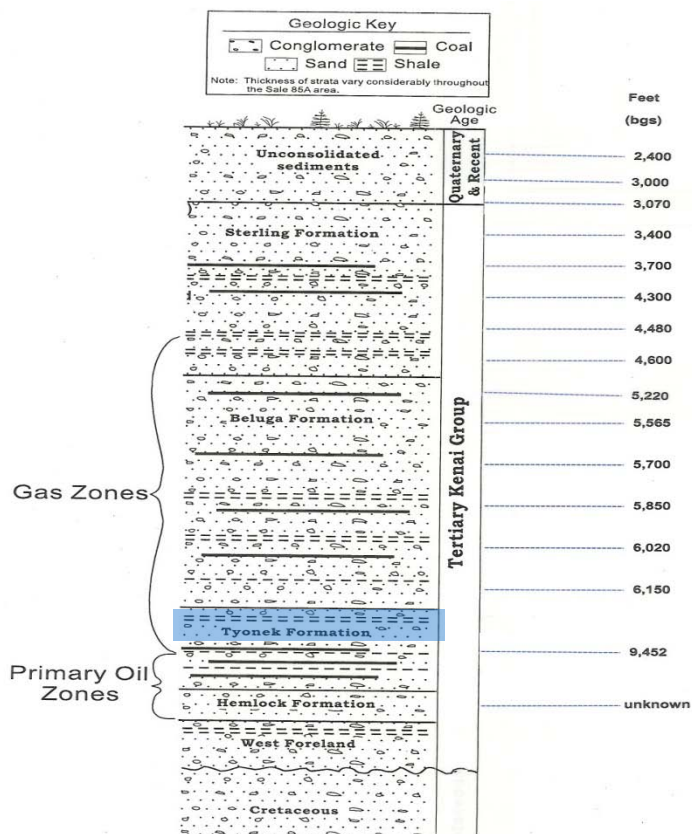 Geologic Key
Conglomerate
Coal
Sand
Shale
Note: Thickness of strata vary considerably throughout
the Sale 85A area.
Geologic
Age
Feet
(bgs)
Unconsolidated
sediments
Quaternary
& Recent
2,400
3,000
3,070
Sterling Formation
3,400
3,700
4,300
4,480
4,600
5,220
Beluga Formation
5,565
Tertiary Kenai Group
5,700
Gas Zones
5,850
6,020
6,150
Tyonek Formation
9,452
Primary Oil
Zones
Hemlock Formation
unknown
West Foreland
Cretaceous